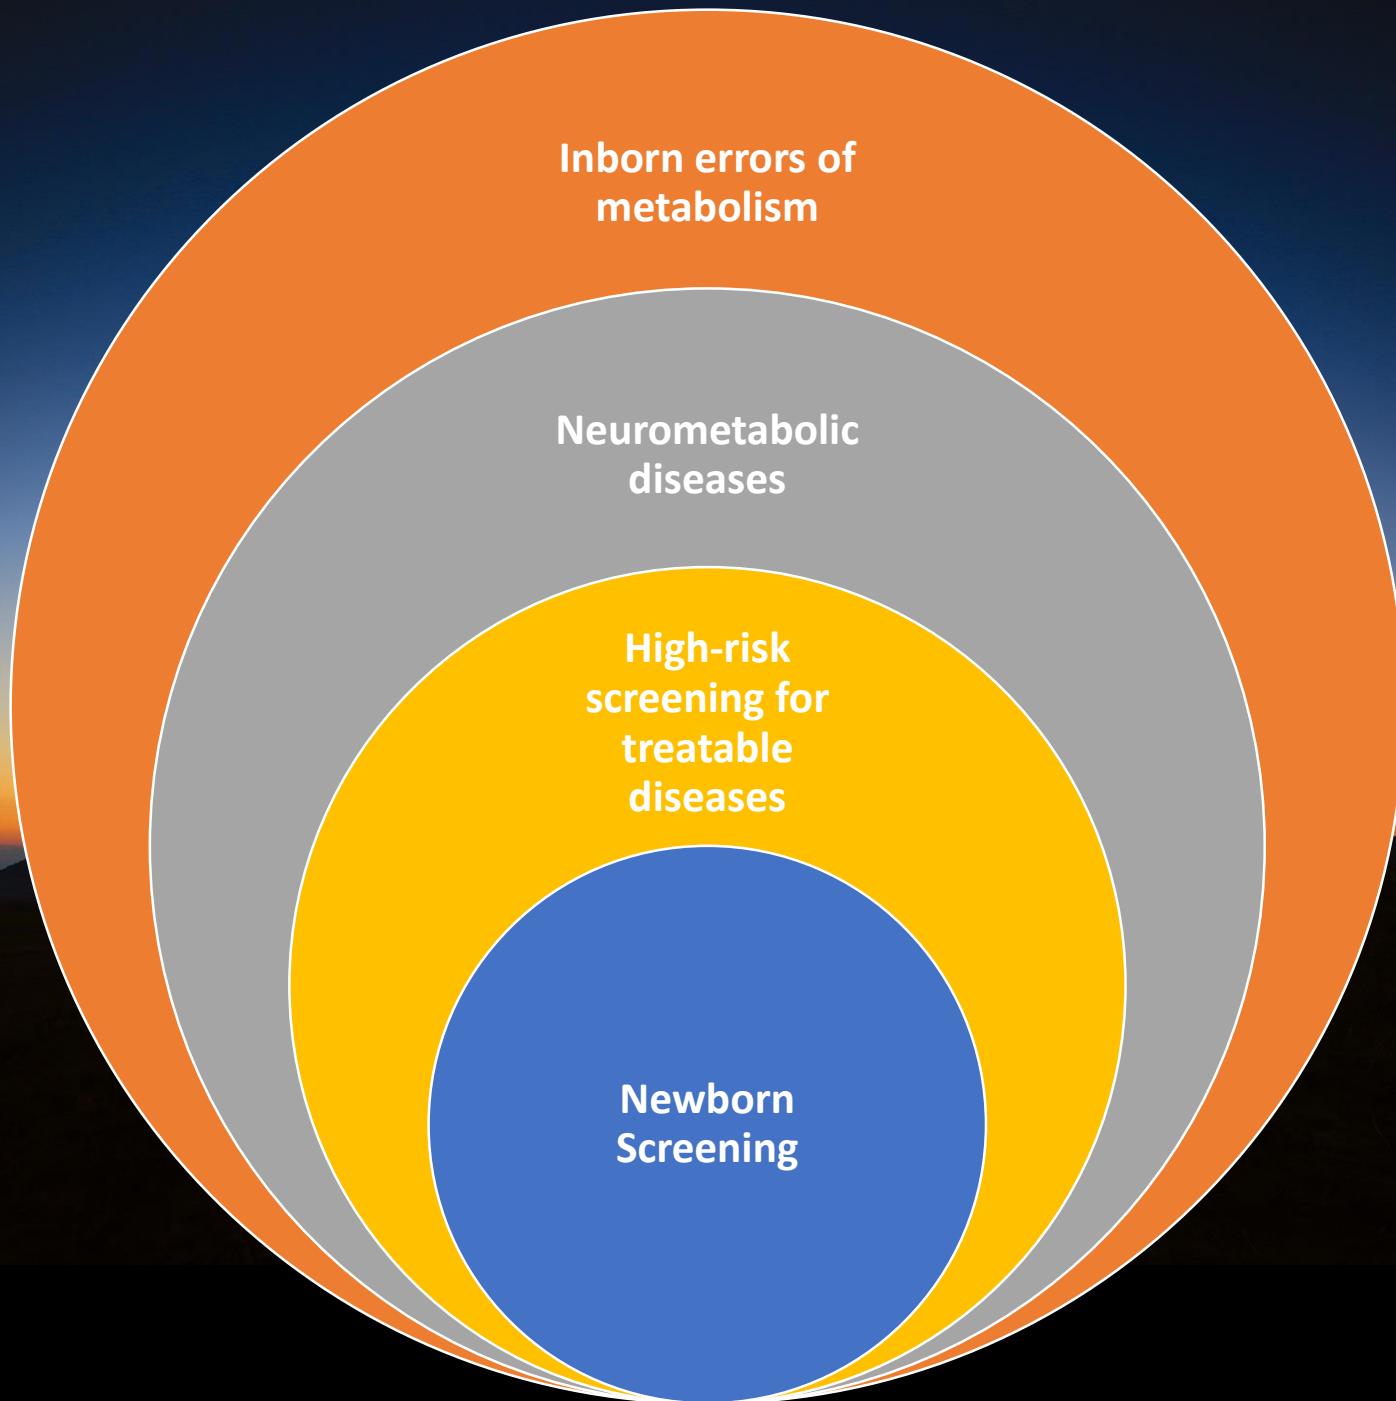 Inborn errors of
metabolism
Neurometabolic
diseases
High-risk
screening for
treatable
diseases
Newborn
Screening